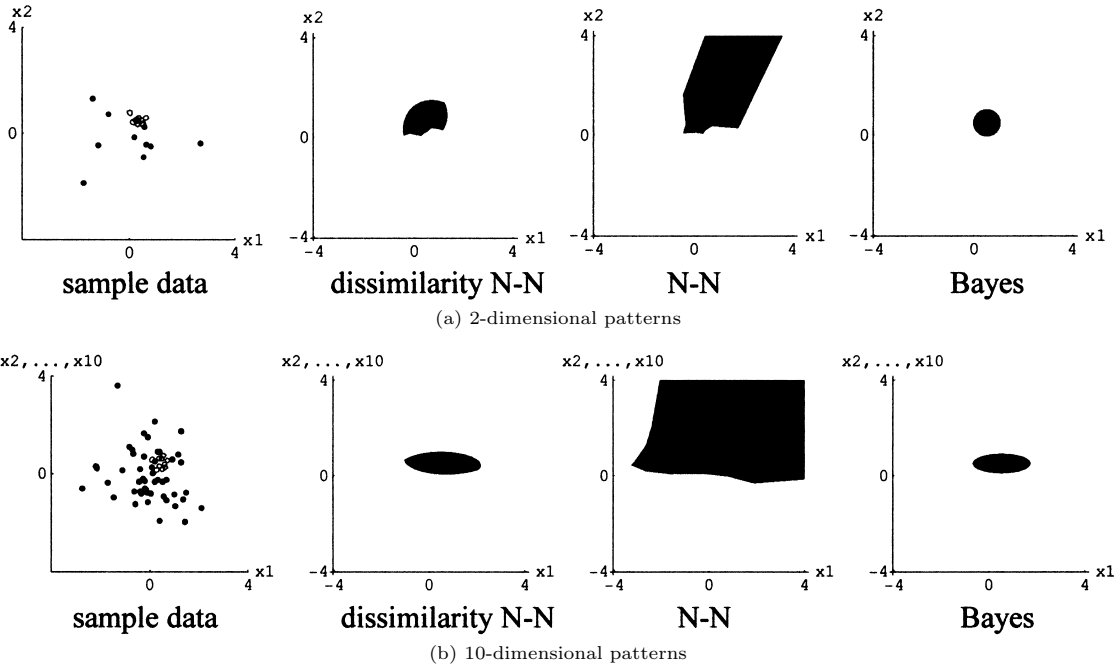 x2 x2 x2 x2
4 4 4 4
0 0 0 0
-4 -4 -4
x1 x1 x1 x1
0 4 -4 0 4 -4 0 4 -4 0 4
sample data dissimilarity N-N N-N Bayes
(a) 2-dimensional patterns
x2,...,x10 x2,...,x10 x2,...,x10 x2,...,x10
4 4 4 4
0 0 0 0
-4 -4 -4
x1 x1 x1 x1
0 4 -4 0 4 -4 0 4 -4 0 4
sample data dissimilarity N-N N-N Bayes
(b) 10-dimensional patterns